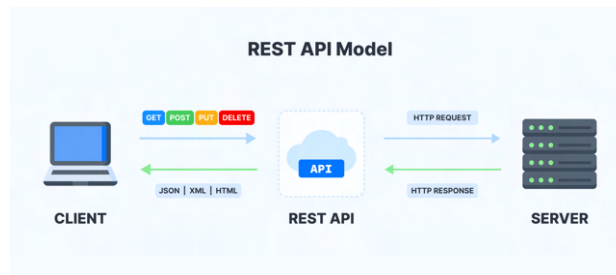 REST API Model
GET POST PUT DELETE
HTTP REQUEST
API
JSON | XML | HTML
HTTP RESPONSE
CLIENT
REST API
SERVER